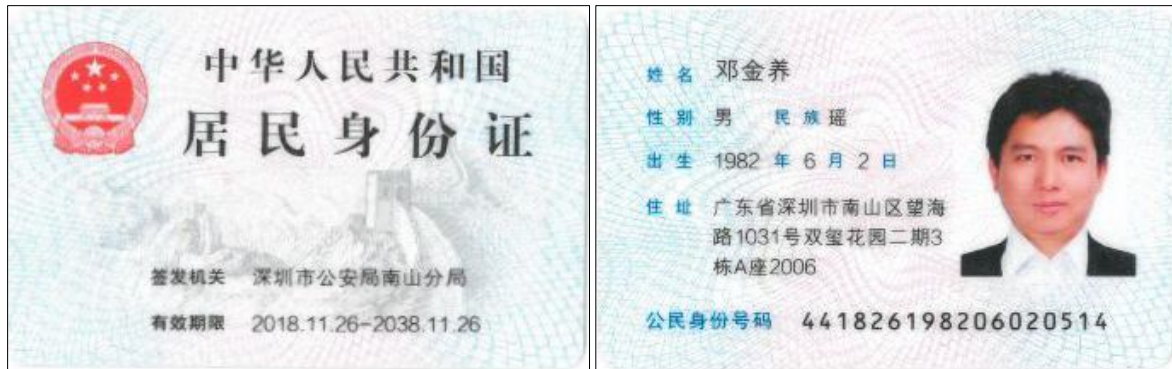 中华人民共和国
居民身份证
签发机关 深圳市公安局南山分局
有效期限 2018.11.26-2038.11.26
姓名 邓金养
性别 男 民族 瑶
出生 1982 年 6 月 2 日
住址 广东省深圳市南山区望海
路1031号双玺花园二期3
栋A座2006
公民身份号码 441826198206020514